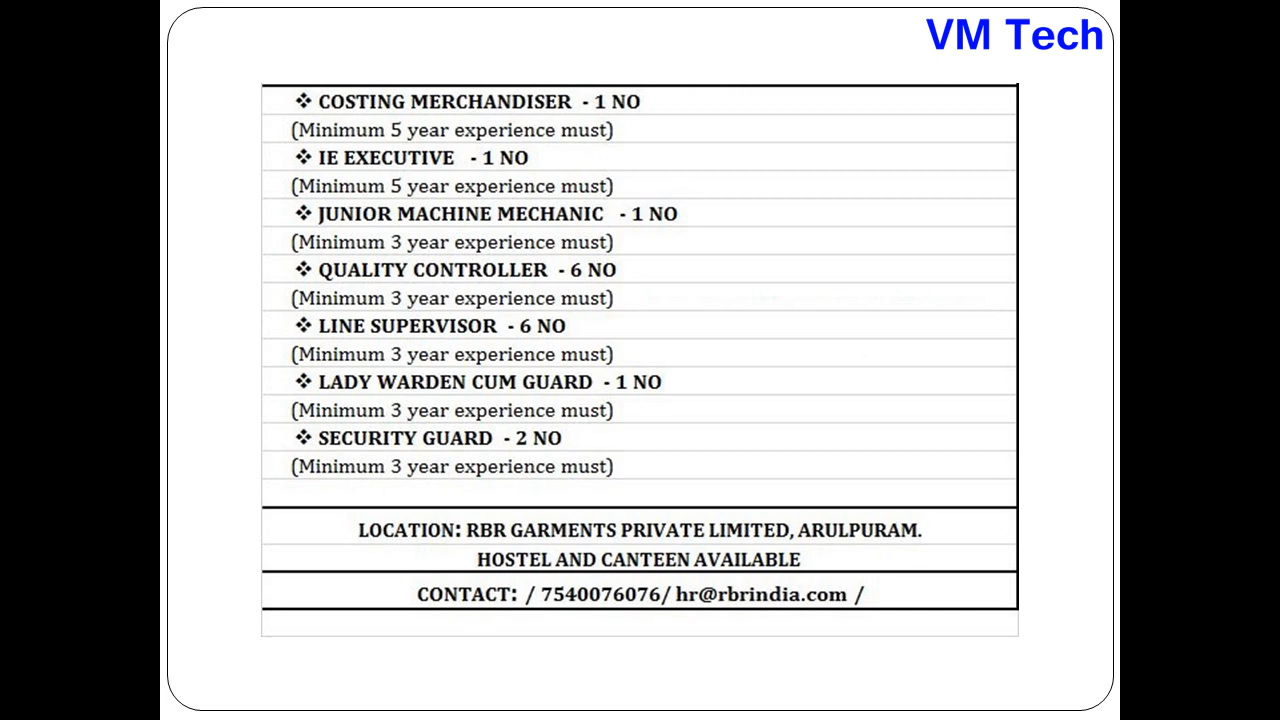 VM Tech
❖ COSTING MERCHANDISER - 1 NO
(Minimum 5 year experience must)
❖ IE EXECUTIVE - 1 NO
(Minimum 5 year experience must)
❖ JUNIOR MACHINE MECHANIC - 1 NO
(Minimum 3 year experience must)
❖ QUALITY CONTROLLER - 6 NO
(Minimum 3 year experience must)
❖ LINE SUPERVISOR - 6 NO
(Minimum 3 year experience must)
❖ LADY WARDEN CUM GUARD - 1 NO
(Minimum 3 year experience must)
❖ SECURITY GUARD - 2 NO
(Minimum 3 year experience must)
LOCATION: RBR GARMENTS PRIVATE LIMITED, ARULPURAM.
HOSTEL AND CANTEEN AVAILABLE
CONTACT: / 7540076076/ hr@rbrindia.com /